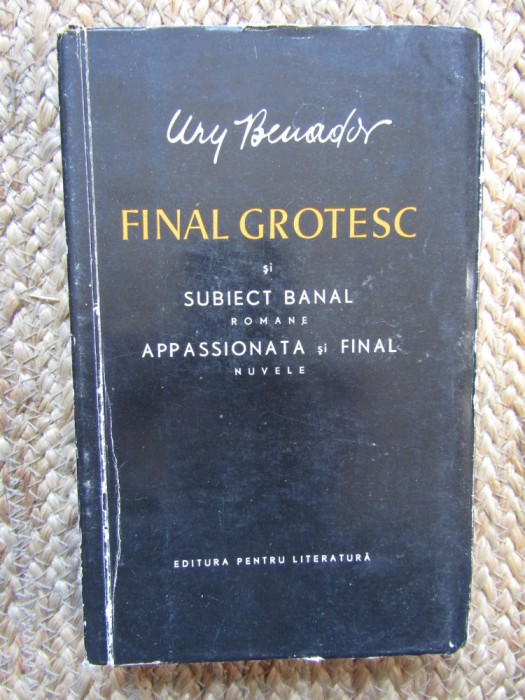 Ury Benador
FINAL GROTESC
și
SUBIECT BANAL
ROMANE
APPASSIONATA și FINAL
NUVELE
EDITURA PENTRU LITERATURĂ